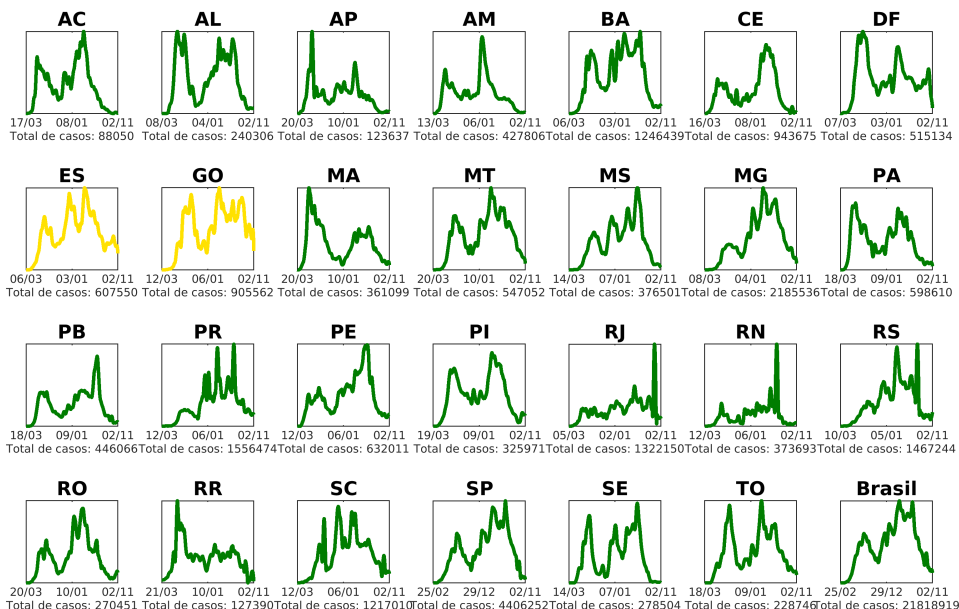 AC AL AP AM BA CE DF
17/03 08/01 02/11 08/03 04/01 02/11 20/03 10/01 02/11 13/03 06/01 02/11 06/03 03/01 02/11 16/03 08/01 02/11 07/03 03/01 02/11
Total de casos: 88050 Total de casos: 240306 Total de casos: 123637 Total de casos: 427806 Total de casos: 1246439 Total de casos: 943675 Total de casos: 515134
ES GO MA MT MS MG PA
06/03 03/01 02/11 12/03 06/01 02/11 20/03 10/01 02/11 20/03 10/01 02/11 14/03 07/01 02/11 08/03 04/01 02/11 18/03 09/01 02/11
Total de casos: 607550 Total de casos: 905562 Total de casos: 361099 Total de casos: 547052 Total de casos: 376501 Total de casos: 2185536 Total de casos: 598610
PB PR PE PI RJ RN RS
18/03 09/01 02/11 12/03 06/01 02/11 12/03 06/01 02/11 19/03 09/01 02/11 05/03 02/01 02/11 12/03 06/01 02/11 10/03 05/01 02/11
Total de casos: 446066 Total de casos: 1556474 Total de casos: 632011 Total de casos: 325971 Total de casos: 1322150 Total de casos: 373693 Total de casos: 1467244
RO RR SC SP SE TO Brasil
20/03 10/01 02/11 21/03 10/01 02/11 12/03 06/01 02/11 25/02 29/12 02/11 14/03 07/01 02/11 18/03 09/01 02/11 25/02 29/12 02/11
Total de casos: 270451 Total de casos: 127390 Total de casos: 1217010 Total de casos: 4406252 Total de casos: 278504 Total de casos: 228746 Total de casos: 21818919